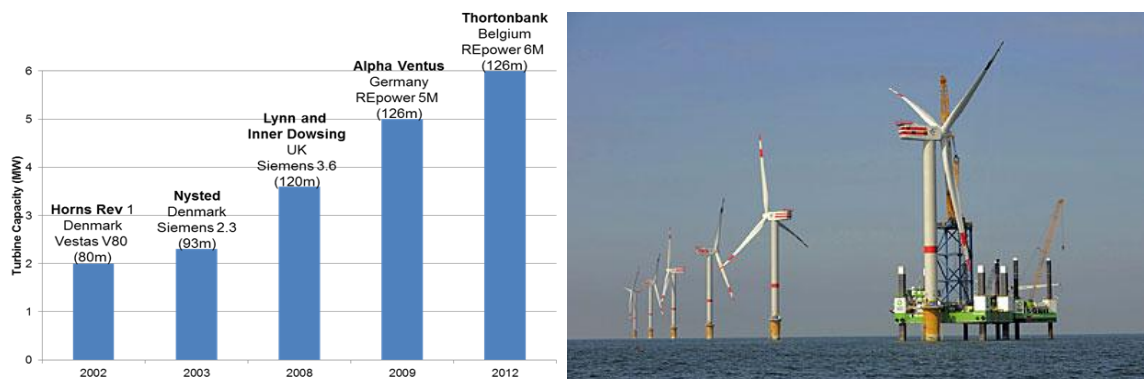 Thortonbank
Belgium
REpower 6M
(126m)
Alpha Ventus
Germany
REpower 5M
(126m)
Lynn and
Inner Dowsing
UK
Siemens 3.6
(120m)
Nysted
Denmark
Siemens 2.3
(93m)
Horns Rev 1
Denmark
Vestas V80
(80m)
Turbine Capacity (MW)
6
5
4
3
2
1
0
2002 2003 2008 2009 2012